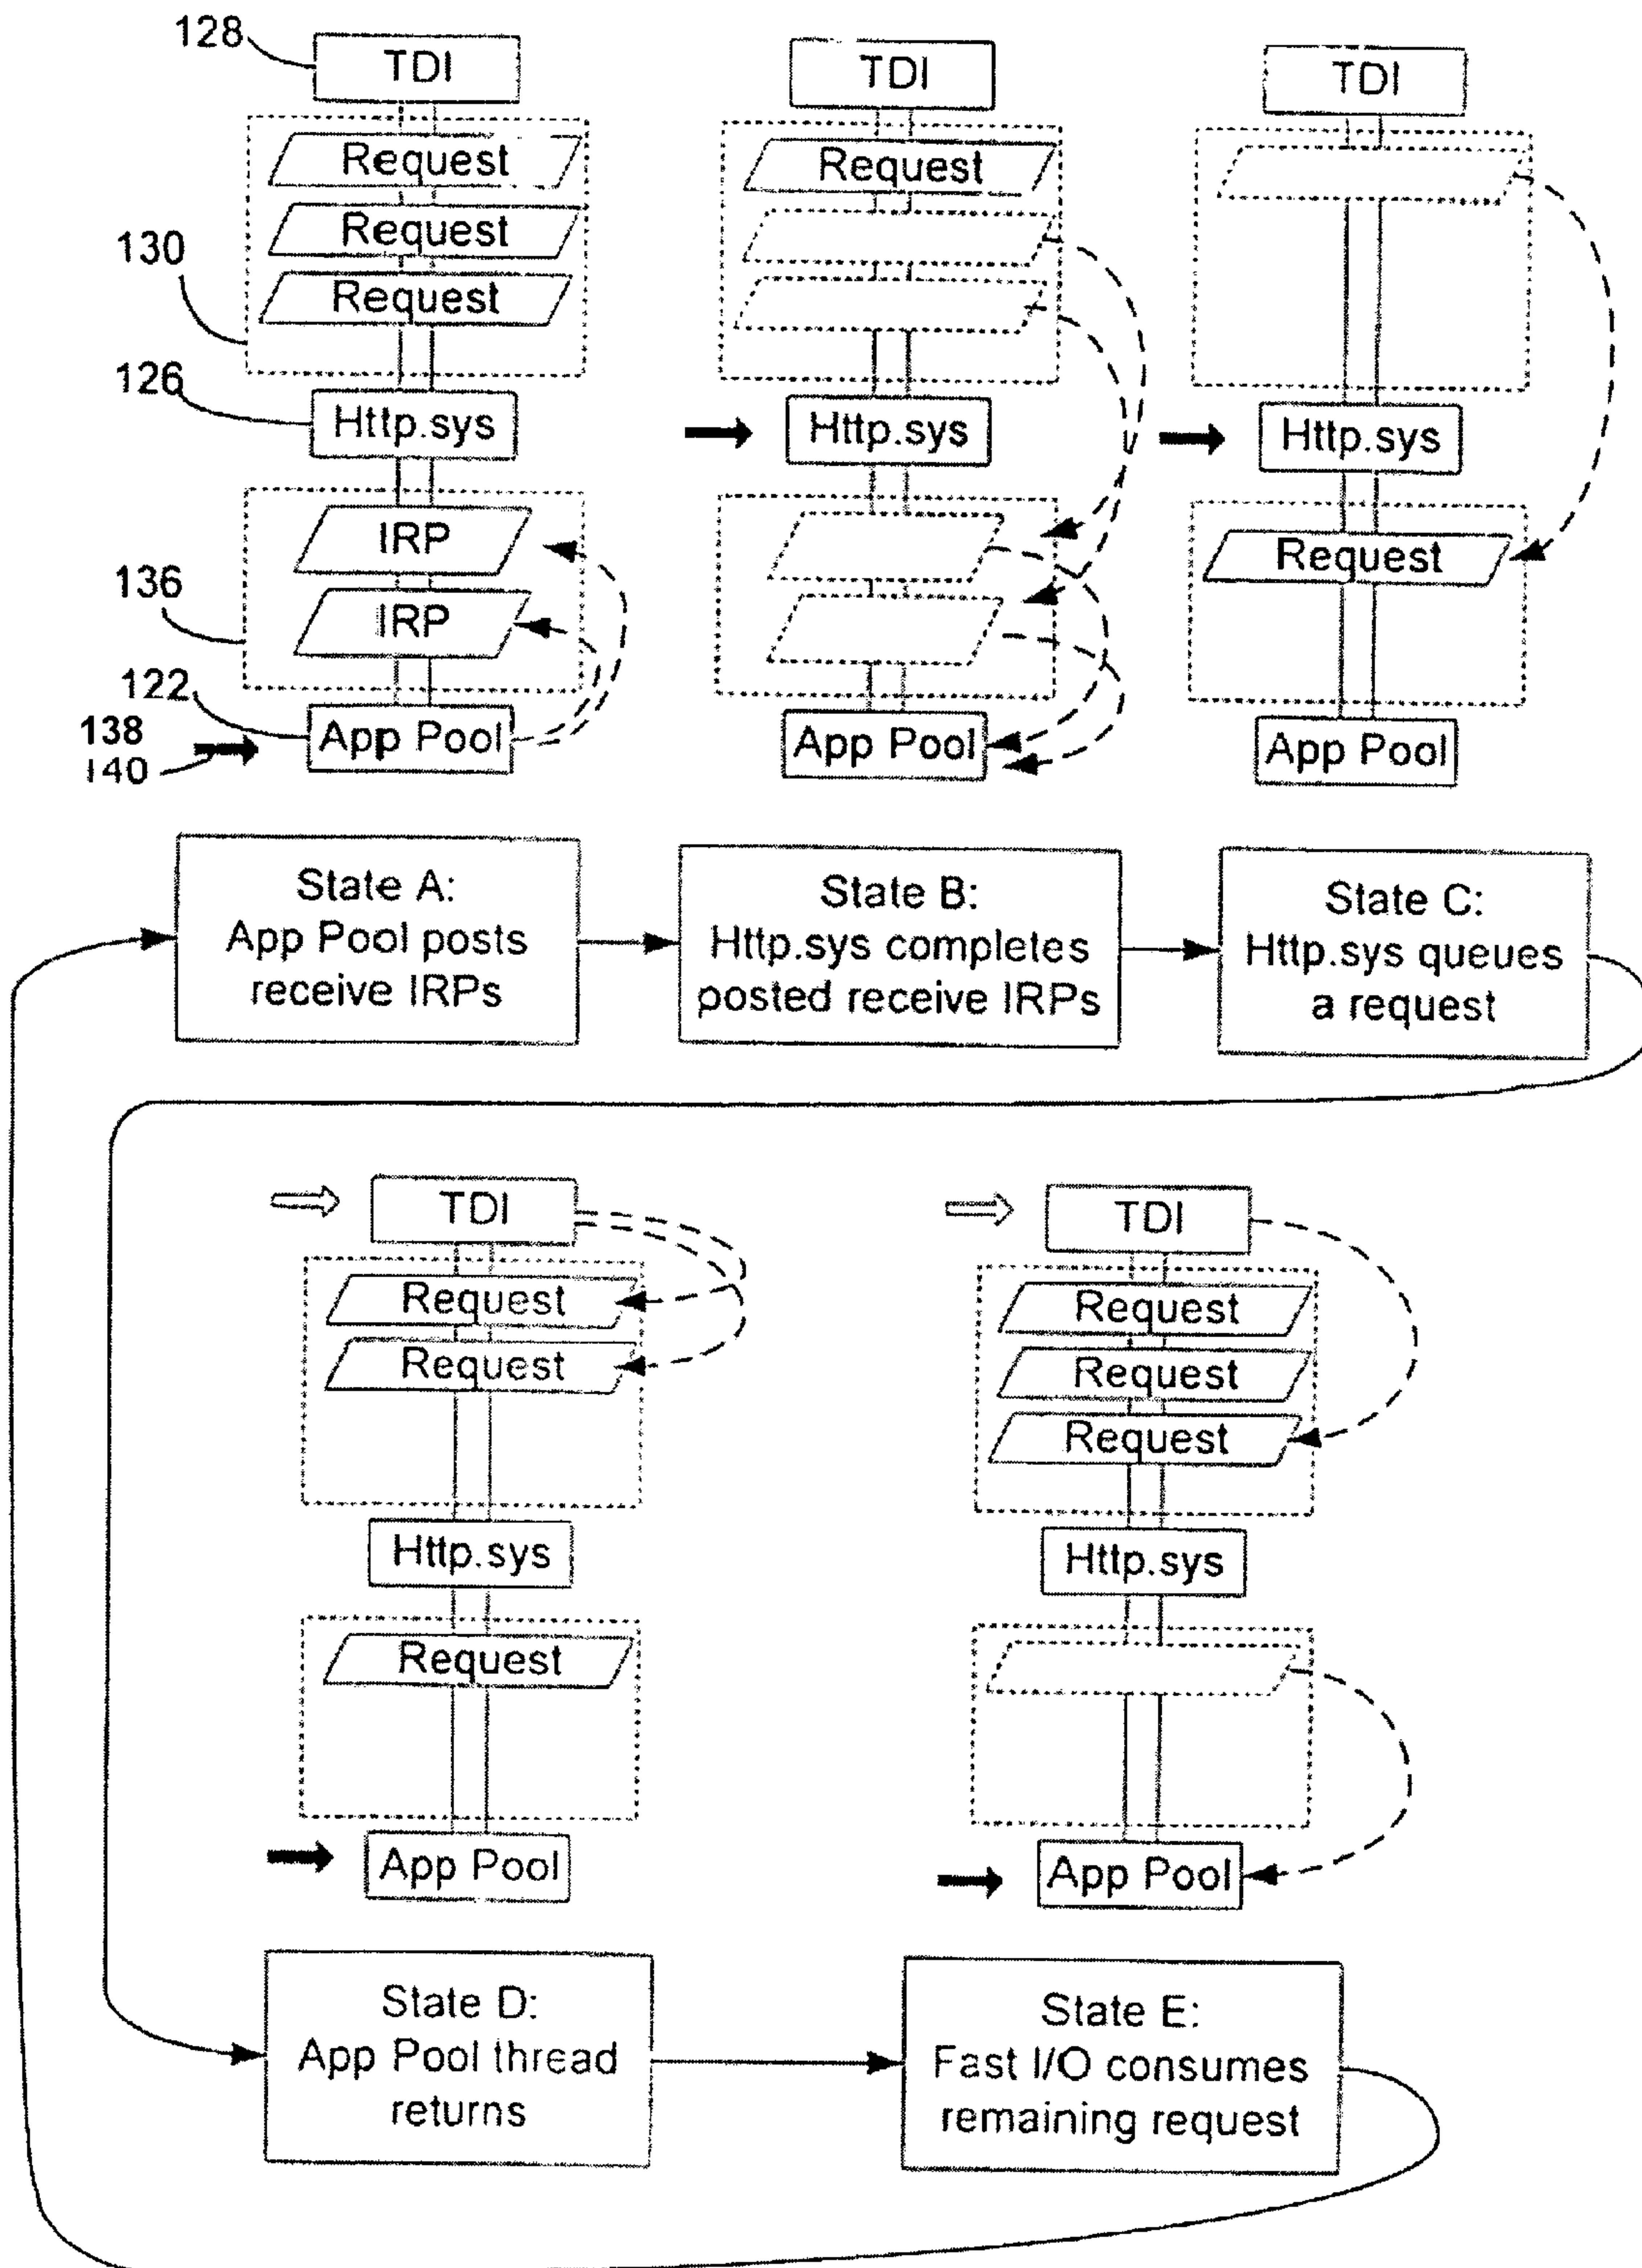 128
TDI
TDI
TDI
Request
Request
Request
130
Request
126
Http.sys
Http.sys
Http.sys
IRP
Request
136
IRP
122
138
140
App Pool
App Pool
App Pool
State A:
App Pool posts
receive IRPs
State B:
Http.sys completes
posted receive IRPs
State C:
Http.sys queues
a request
TDI
TDI
Request
Request
Request
Request
Request
Http.sys
Http.sys
Request
App Pool
App Pool
State D:
App Pool thread
returns
State E:
Fast I/O consumes
remaining request